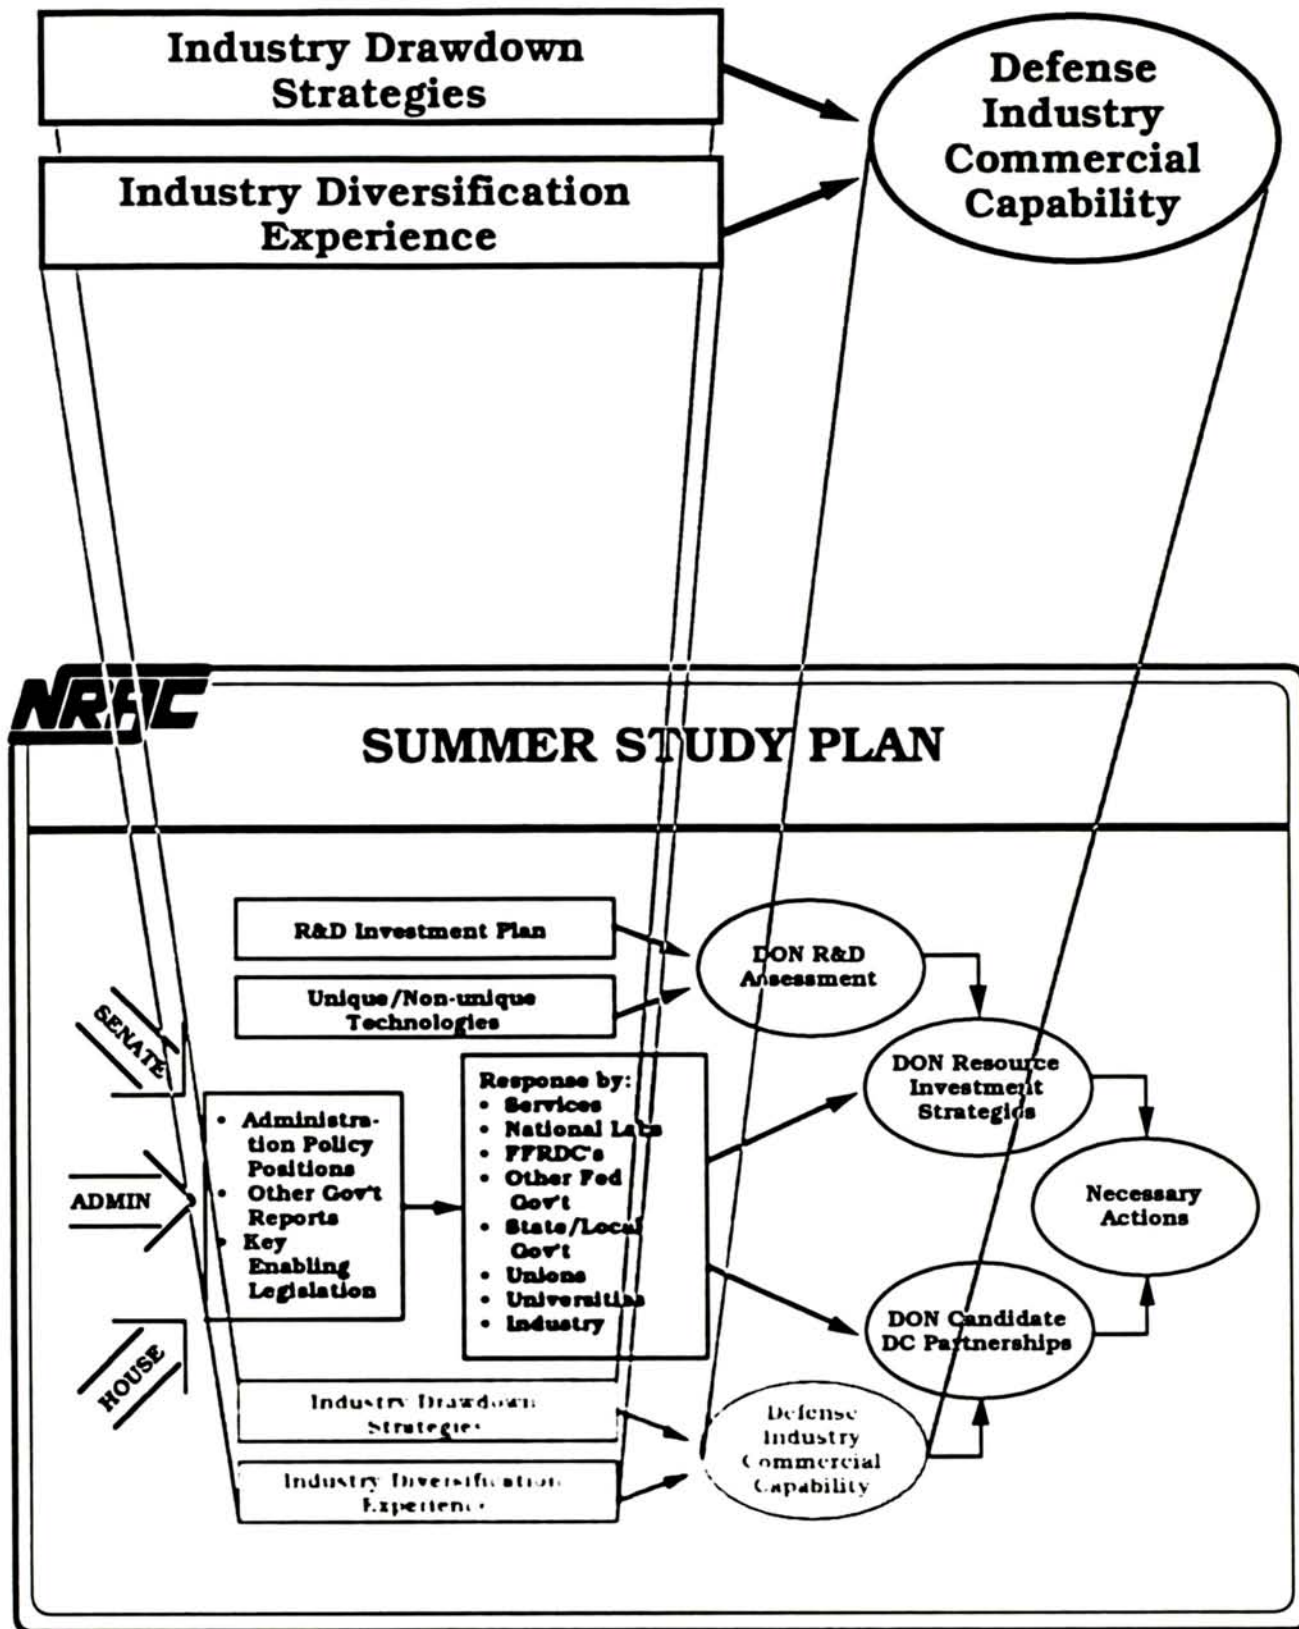 Industry Drawdown
Strategies
Industry Diversification
Experience
Defense
Industry
Commercial
Capability
NRAC
SUMMER STUDY PLAN
R&D Investment Plan
Unique/Non-unique
Technologies
DON R&D
Assessment
SENATE
ADMIN
HOUSE
• Administra-
tion Policy
Positions
• Other Gov't
Reports
• Key
Enabling
Legislation
Response by:
• Services
• National Labs
• FFRDC's
• Other Fed
Gov't
• State/Local
Gov't
• Unions
• Universities
• Industry
DON Resource
Investment
Strategies
Necessary
Actions
DON Candidate
DC Partnerships
Industry Drawdown
Strategies
Industry Diversification
Experience
Defense
Industry
Commercial
Capability